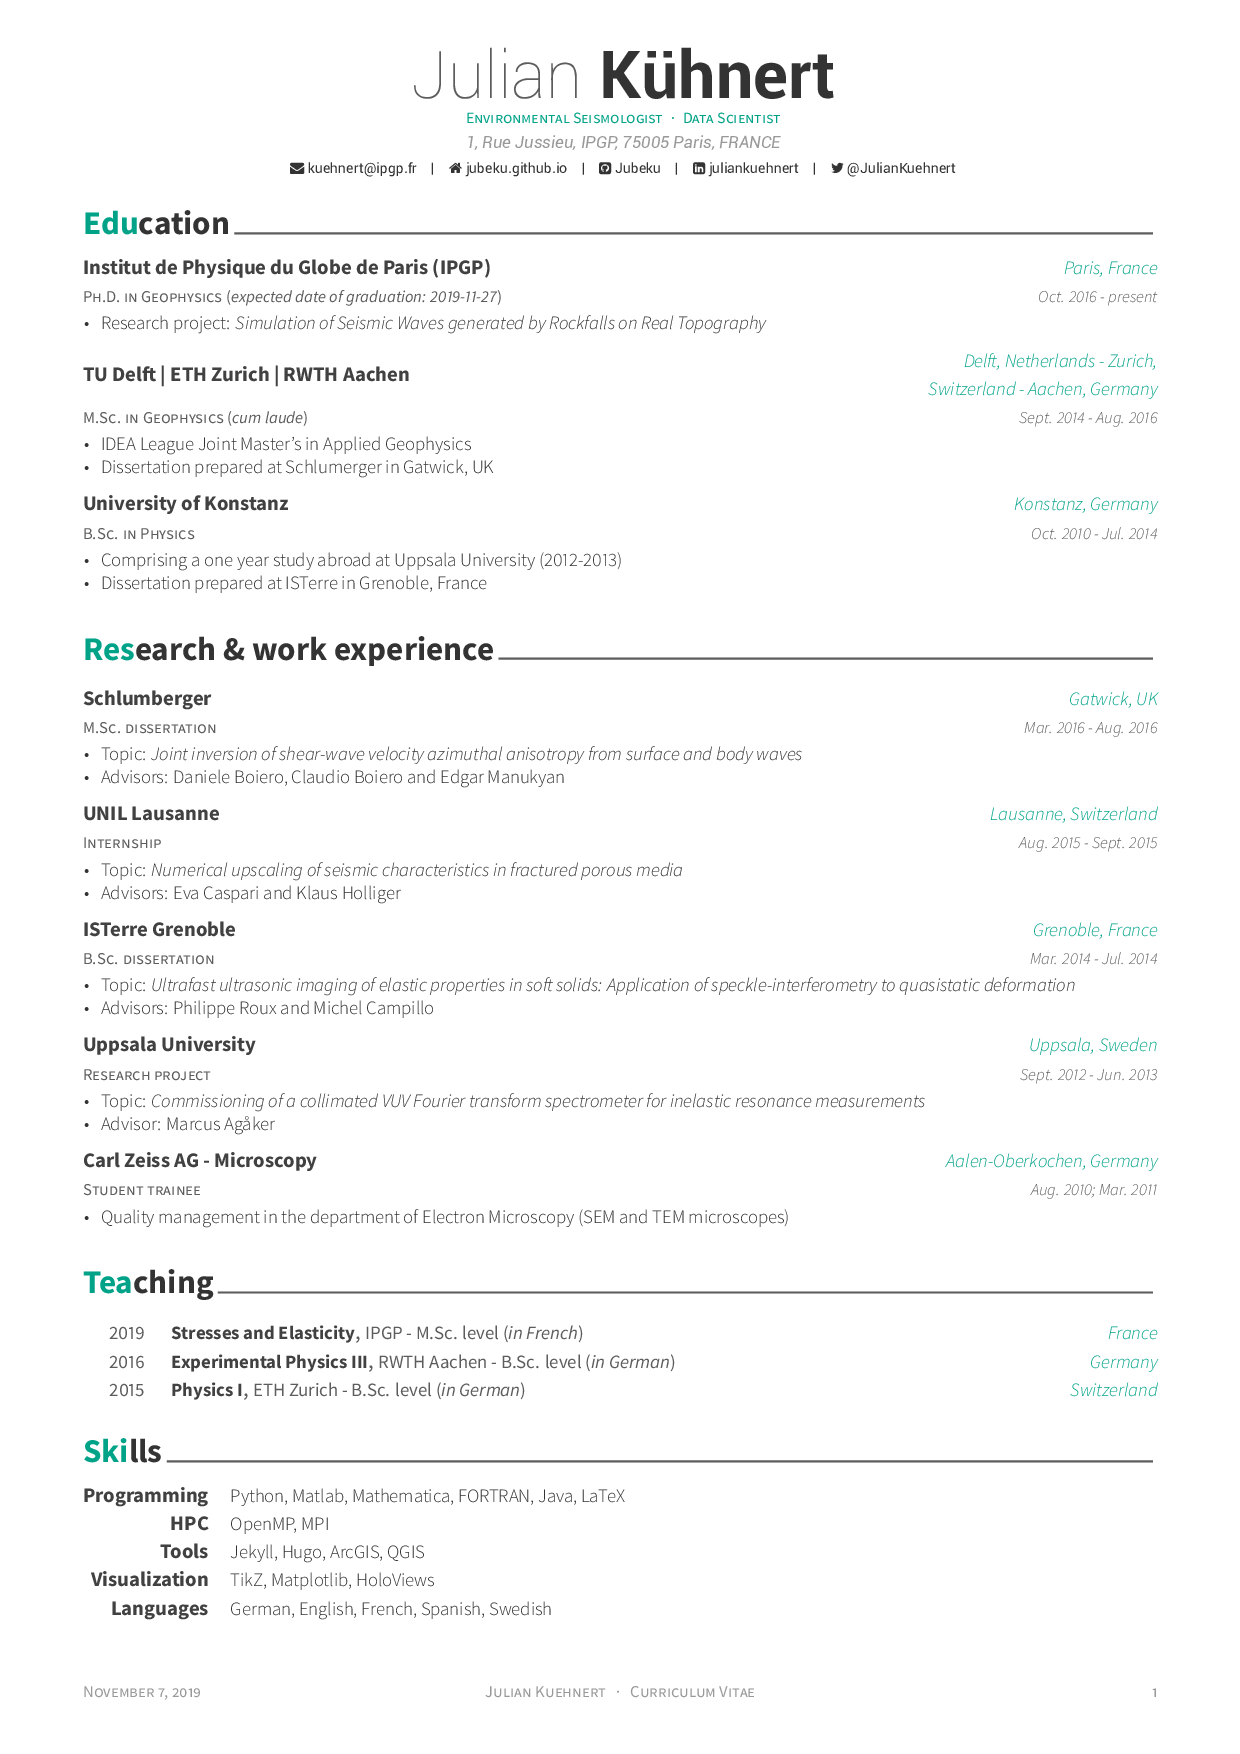 Julian Kühnert
Environmental Seismologist · Data Scientist
1, Rue Jussieu, IPGP, 75005 Paris, FRANCE
kuehnert@ipgp.fr | jubeku.github.io | Jubeku | juliankuehnert | @JulianKuehnert
Education
Institut de Physique du Globe de Paris (IPGP) Paris, France
Ph.D. in Geophysics (expected date of graduation: 2019-11-27) Oct. 2016 - present
• Research project: Simulation of Seismic Waves generated by Rockfalls on Real Topography
TU Delft | ETH Zurich | RWTH Aachen Delft, Netherlands - Zurich,
Switzerland - Aachen, Germany
M.Sc. in Geophysics (cum laude) Sept. 2014 - Aug. 2016
• IDEA League Joint Master’s in Applied Geophysics
• Dissertation prepared at Schlumerger in Gatwick, UK
University of Konstanz Konstanz, Germany
B.Sc. in Physics Oct. 2010 - Jul. 2014
• Comprising a one year study abroad at Uppsala University (2012-2013)
• Dissertation prepared at ISTerre in Grenoble, France
Research & work experience
Schlumberger Gatwick, UK
M.Sc. dissertation Mar. 2016 - Aug. 2016
• Topic: Joint inversion of shear-wave velocity azimuthal anisotropy from surface and body waves
• Advisors: Daniele Boiero, Claudio Boiero and Edgar Manukyan
UNIL Lausanne Lausanne, Switzerland
Internship Aug. 2015 - Sept. 2015
• Topic: Numerical upscaling of seismic characteristics in fractured porous media
• Advisors: Eva Caspari and Klaus Holliger
ISTerre Grenoble Grenoble, France
B.Sc. dissertation Mar. 2014 - Jul. 2014
• Topic: Ultrafast ultrasonic imaging of elastic properties in soft solids: Application of speckle-interferometry to quasistatic deformation
• Advisors: Philippe Roux and Michel Campillo
Uppsala University Uppsala, Sweden
Research project Sept. 2012 - Jun. 2013
• Topic: Commissioning of a collimated VUV Fourier transform spectrometer for inelastic resonance measurements
• Advisor: Marcus Agåker
Carl Zeiss AG - Microscopy Aalen-Oberkochen, Germany
Student trainee Aug. 2010; Mar. 2011
• Quality management in the department of Electron Microscopy (SEM and TEM microscopes)
Teaching
2019 Stresses and Elasticity, IPGP - M.Sc. level (in French) France
2016 Experimental Physics III, RWTH Aachen - B.Sc. level (in German) Germany
2015 Physics I, ETH Zurich - B.Sc. level (in German) Switzerland
Skills
Programming Python, Matlab, Mathematica, FORTRAN, Java, LaTeX
HPC OpenMP, MPI
Tools Jekyll, Hugo, ArcGIS, QGIS
Visualization TikZ, Matplotlib, HoloViews
Languages German, English, French, Spanish, Swedish
November 7, 2019 Julian Kuehnert · Curriculum Vitae 1